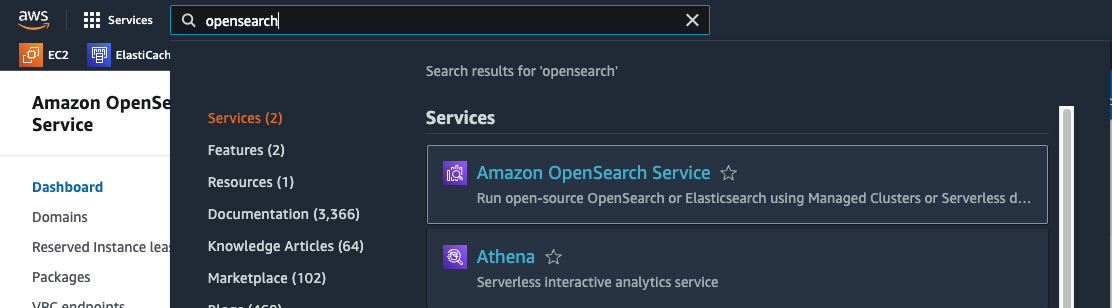 aws
Services
opensearch
EC2
ElastiCach
Search results for 'opensearch'
Amazon OpenSe
Service
Dashboard
Domains
Reserved Instance leas
Packages
VPC endpoints
Services (2)
Features (2)
Resources (1)
Documentation (3,366)
Knowledge Articles (64)
Marketplace (102)
Services
Amazon OpenSearch Service
Run open-source OpenSearch or Elasticsearch using Managed Clusters or Serverless d...
Athena
Serverless interactive analytics service